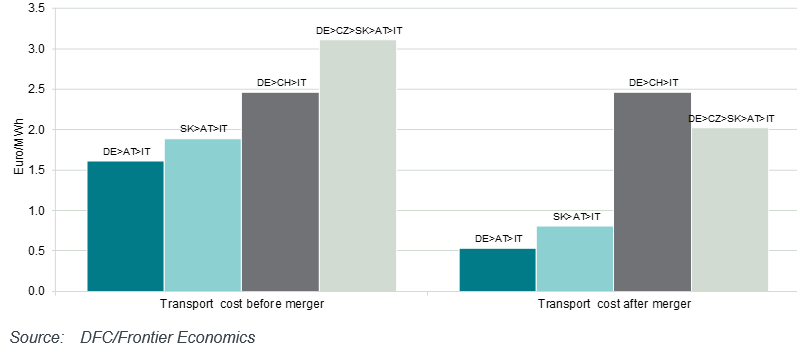 3.5
3.0
2.5
2.0
1.5
1.0
0.5
0.0
Euro/MWh
DE>AT>IT
SK>AT>IT
DE>CH>IT
DE>CZ>SK>AT>IT
DE>AT>IT
SK>AT>IT
DE>CH>IT
DE>CZ>SK>AT>IT
Transport cost before merger
Transport cost after merger
Source: DFC/Frontier Economics